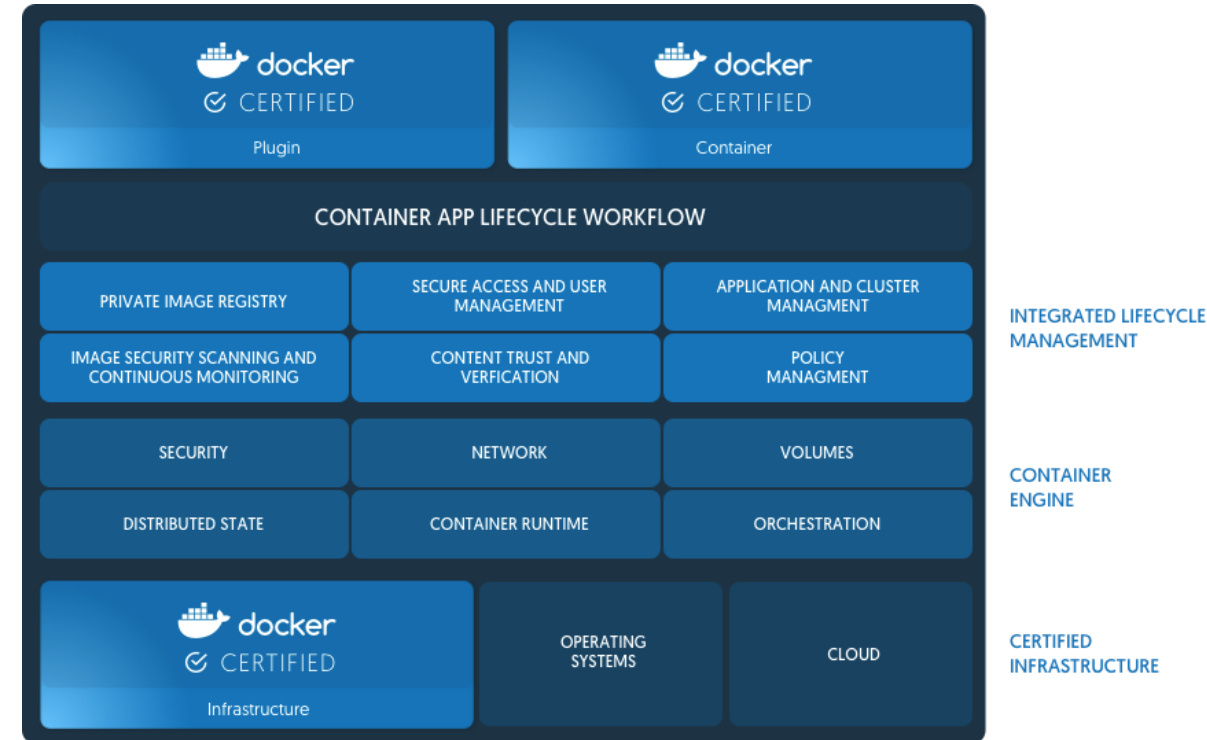 docker
CERTIFIED
Plugin
docker
CERTIFIED
Container
CONTAINER APP LIFECYCLE WORKFLOW
PRIVATE IMAGE REGISTRY
SECURE ACCESS AND USER
MANAGEMENT
APPLICATION AND CLUSTER
MANAGMENT
IMAGE SECURITY SCANNING AND
CONTINUOUS MONITORING
CONTENT TRUST AND
VERFICATION
POLICY
MANAGMENT
INTEGRATED LIFECYCLE
MANAGEMENT
SECURITY
NETWORK
VOLUMES
DISTRIBUTED STATE
CONTAINER RUNTIME
ORCHESTRATION
CONTAINER
ENGINE
docker
CERTIFIED
Infrastructure
OPERATING
SYSTEMS
CLOUD
CERTIFIED
INFRASTRUCTURE